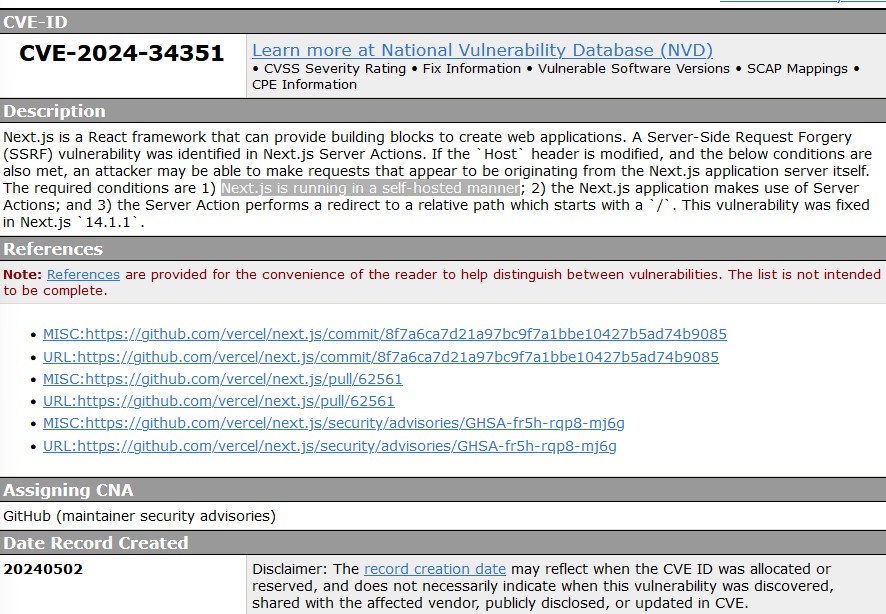 CVE-ID
CVE-2024-34351
Learn more at National Vulnerability Database (NVD)
• CVSS Severity Rating • Fix Information • Vulnerable Software Versions • SCAP Mappings •
CPE Information
Description
Next.js is a React framework that can provide building blocks to create web applications. A Server-Side Request Forgery
(SSRF) vulnerability was identified in Next.js Server Actions. If the `Host` header is modified, and the below conditions are
also met, an attacker may be able to make requests that appear to be originating from the Next.js application server itself.
The required conditions are 1) Next.js is running in a self-hosted manner; 2) the Next.js application makes use of Server
Actions; and 3) the Server Action performs a redirect to a relative path which starts with a `/`. This vulnerability was fixed
in Next.js `14.1.1`.
References
Note: References are provided for the convenience of the reader to help distinguish between vulnerabilities. The list is not intended
to be complete.
• MISC:https://github.com/vercel/next.js/commit/8f7a6ca7d21a97bc9f7a1bbe10427b5ad74b9085
• URL:https://github.com/vercel/next.js/commit/8f7a6ca7d21a97bc9f7a1bbe10427b5ad74b9085
• MISC:https://github.com/vercel/next.js/pull/62561
• URL:https://github.com/vercel/next.js/pull/62561
• MISC:https://github.com/vercel/next.js/security/advisories/GHSA-fr5h-rqp8-mj6g
• URL:https://github.com/vercel/next.js/security/advisories/GHSA-fr5h-rqp8-mj6g
Assigning CNA
GitHub (maintainer security advisories)
Date Record Created
20240502
Disclaimer: The record creation date may reflect when the CVE ID was allocated or
reserved, and does not necessarily indicate when this vulnerability was discovered,
shared with the affected vendor, publicly disclosed, or updated in CVE.